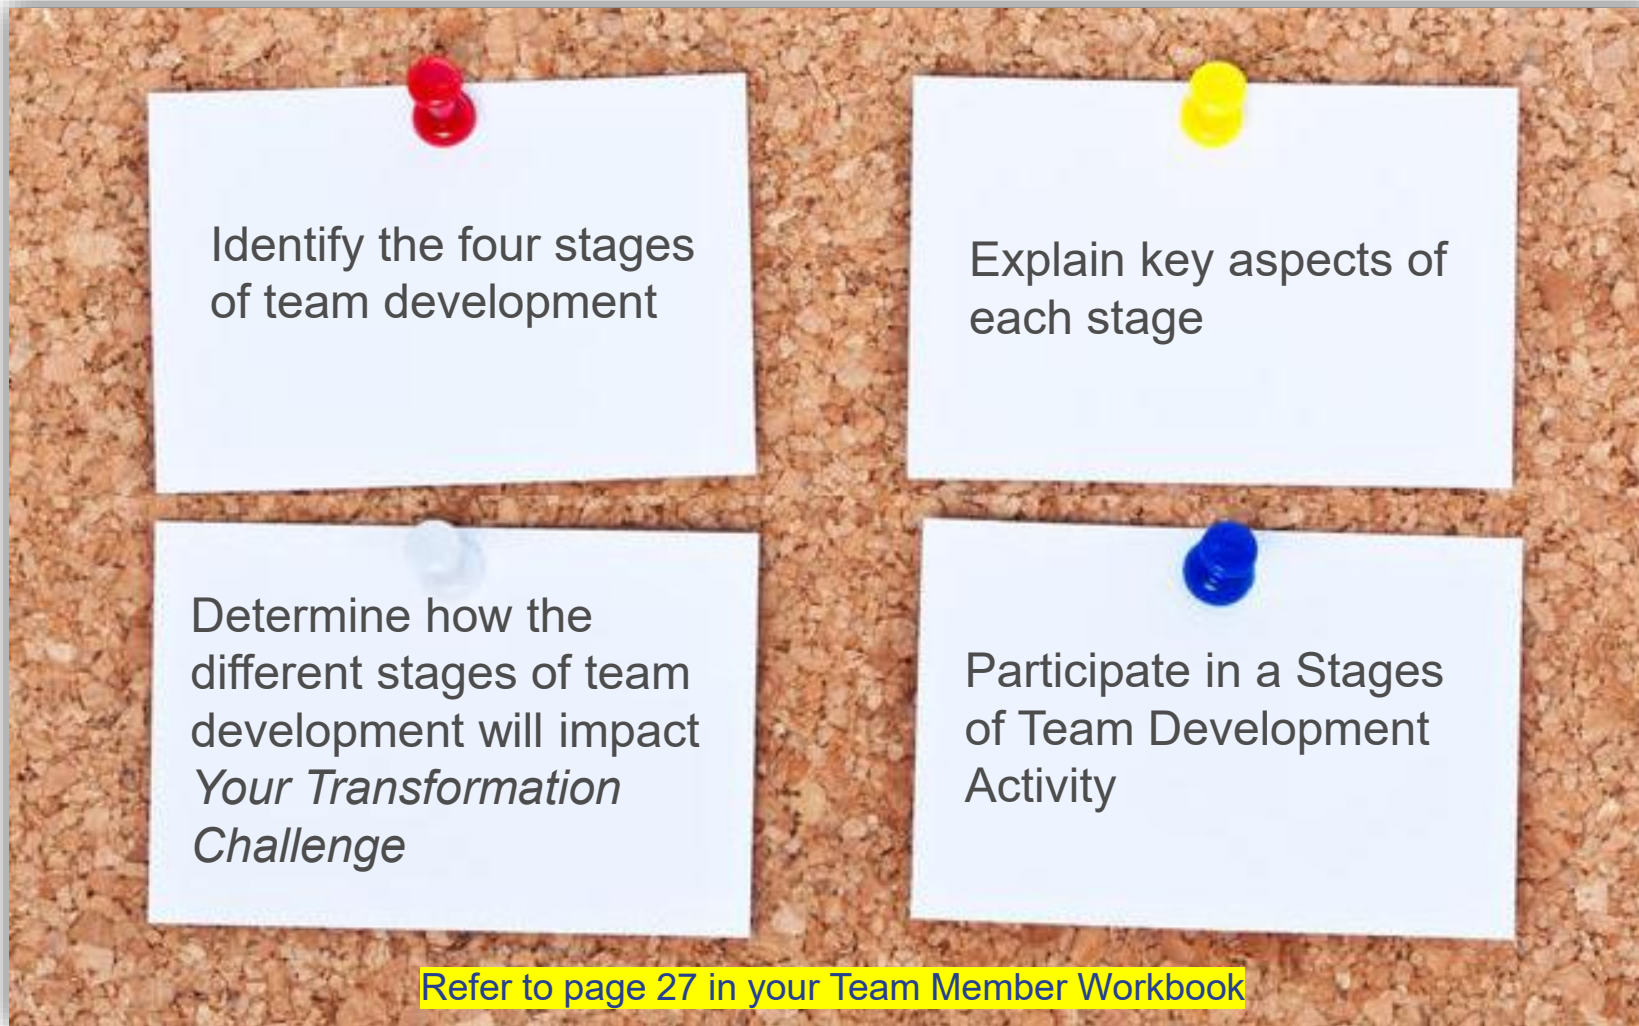 Identify the four stages
of team development
Explain key aspects of
each stage
Determine how the
different stages of team
development will impact
Your Transformation
Challenge
Participate in a Stages
of Team Development
Activity
Refer to page 27 in your Team Member Workbook